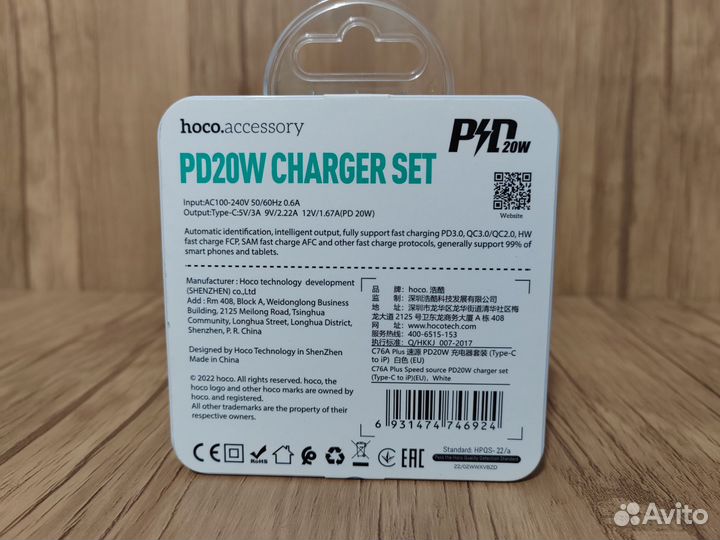 hoco.accessory
PD 20W
PD20W CHARGER SET
Input:AC100-240V 50/60Hz 0.6A
Output:Type-C:5V/3A 9V/2.22A 12V/1.67A(PD 20W)
Website
Automatic identification, intelligent output, fully support fast charging PD3.0, QC3.0/QC2.0, HW
fast charge FCP, SAM fast charge AFC and other fast charge protocols, generally support 99% of
smart phones and tablets.
Manufacturer : Hoco technology development
(SHENZHEN) co.,Ltd
Add : Rm 408, Block A, Weidonglong Business
Building, 2125 Meilong Road, Tsinghua
Community, Longhua Street, Longhua District,
Shenzhen, P. R. China
Designed by Hoco Technology in ShenZhen
Made in China
© 2022 hoco. All rights reserved. hoco, the
hoco logo and other hoco marks are owned by
hoco. and registered.
All other trademarks are the property of their
respective owners.
品 牌: hoco. 浩酷
监 制: 深圳浩酷科技发展有限公司
地 址: 深圳市龙华区龙华街道清华社区梅
龙大道 2125 号卫东龙商务大厦 A 栋 408
网 址: www.hocotech.com
服务热线: 400-6515-153
执行标准: Q/HKKJ 007-2017
C76A Plus 速源 PD20W 充电器套装 (Type-C
to iP) 白色 (EU)
C76A Plus Speed source PD20W charger set
(Type-C to iP)(EU), White
6 931474 746924
CE RoHS EAC
Standard: HPQS-22/a
Pass the Hoco Quality Detection Standard
22/02WWXVBZD
Avito